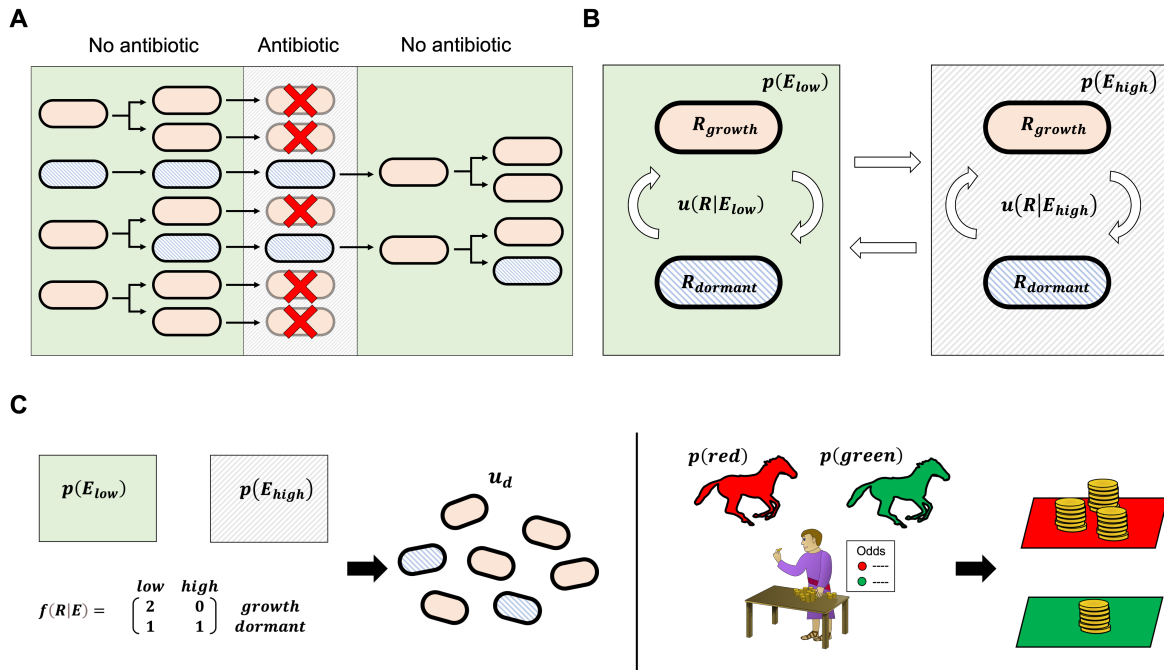 A
No antibiotic
Antibiotic
No antibiotic
B
p(E_low)
R_growth
u(R|E_low)
R_dormant
p(E_high)
R_growth
u(R|E_high)
R_dormant
C
p(E_low)
p(E_high)
low high
f(R|E) = ( 2 0 ) growth
( 1 1 ) dormant
u_d
p(red)
p(green)
Odds
----
----